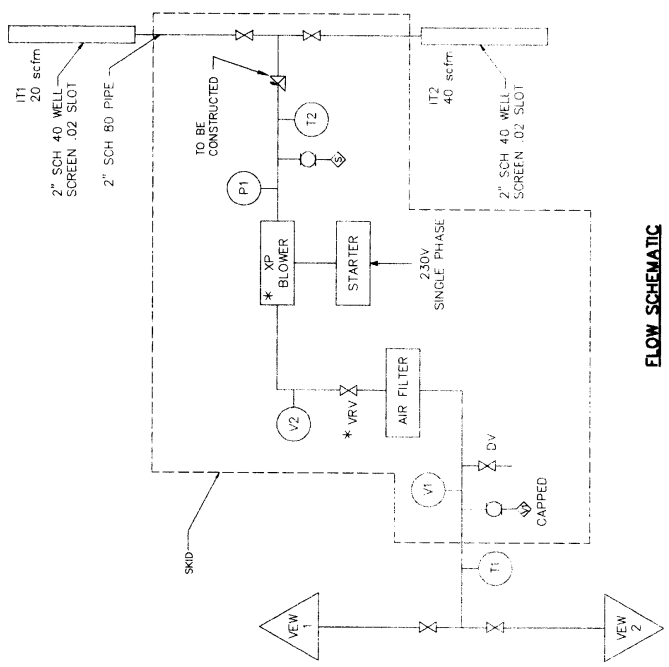 IT1
20 scfm
2" SCH 40 WELL
SCREEN .02 SLOT
2" SCH 80 PIPE
TO BE
CONSTRUCTED
T2
S
P1
* XP
BLOWER
STARTER
230V
SINGLE PHASE
IT2
40 scfm
2" SCH 40 WELL
SCREEN .02 SLOT
V2
* VRV
AIR FILTER
DV
V1
CAPPED
T1
SKID
VEW
1
VEW
2
FLOW SCHEMATIC